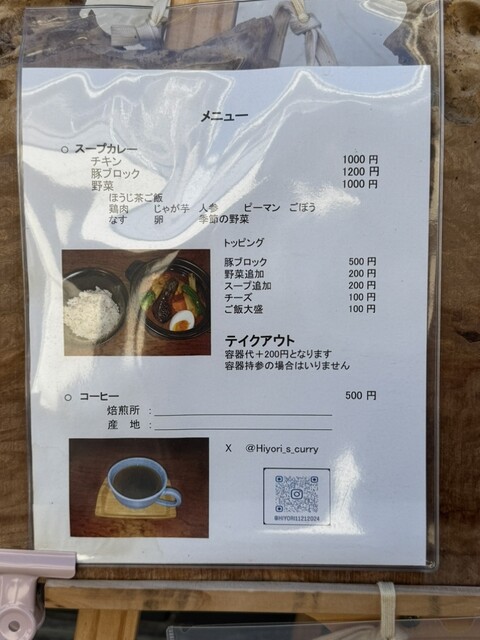 メニュー
○ スープカレー
チキン 1000 円
豚ブロック 1200 円
野菜 1000 円
ほうじ茶ご飯
鶏肉 じゃが芋 人参 ピーマン ごぼう
なす 卵 季節の野菜
トッピング
豚ブロック 500 円
野菜追加 200 円
スープ追加 200 円
チーズ 100 円
ご飯大盛 100 円
テイクアウト
容器代+200円となります
容器持参の場合はいりません
○ コーヒー 500 円
焙煎所 :
産 地 :
X @Hiyori_s_curry
@HIYORI11212024